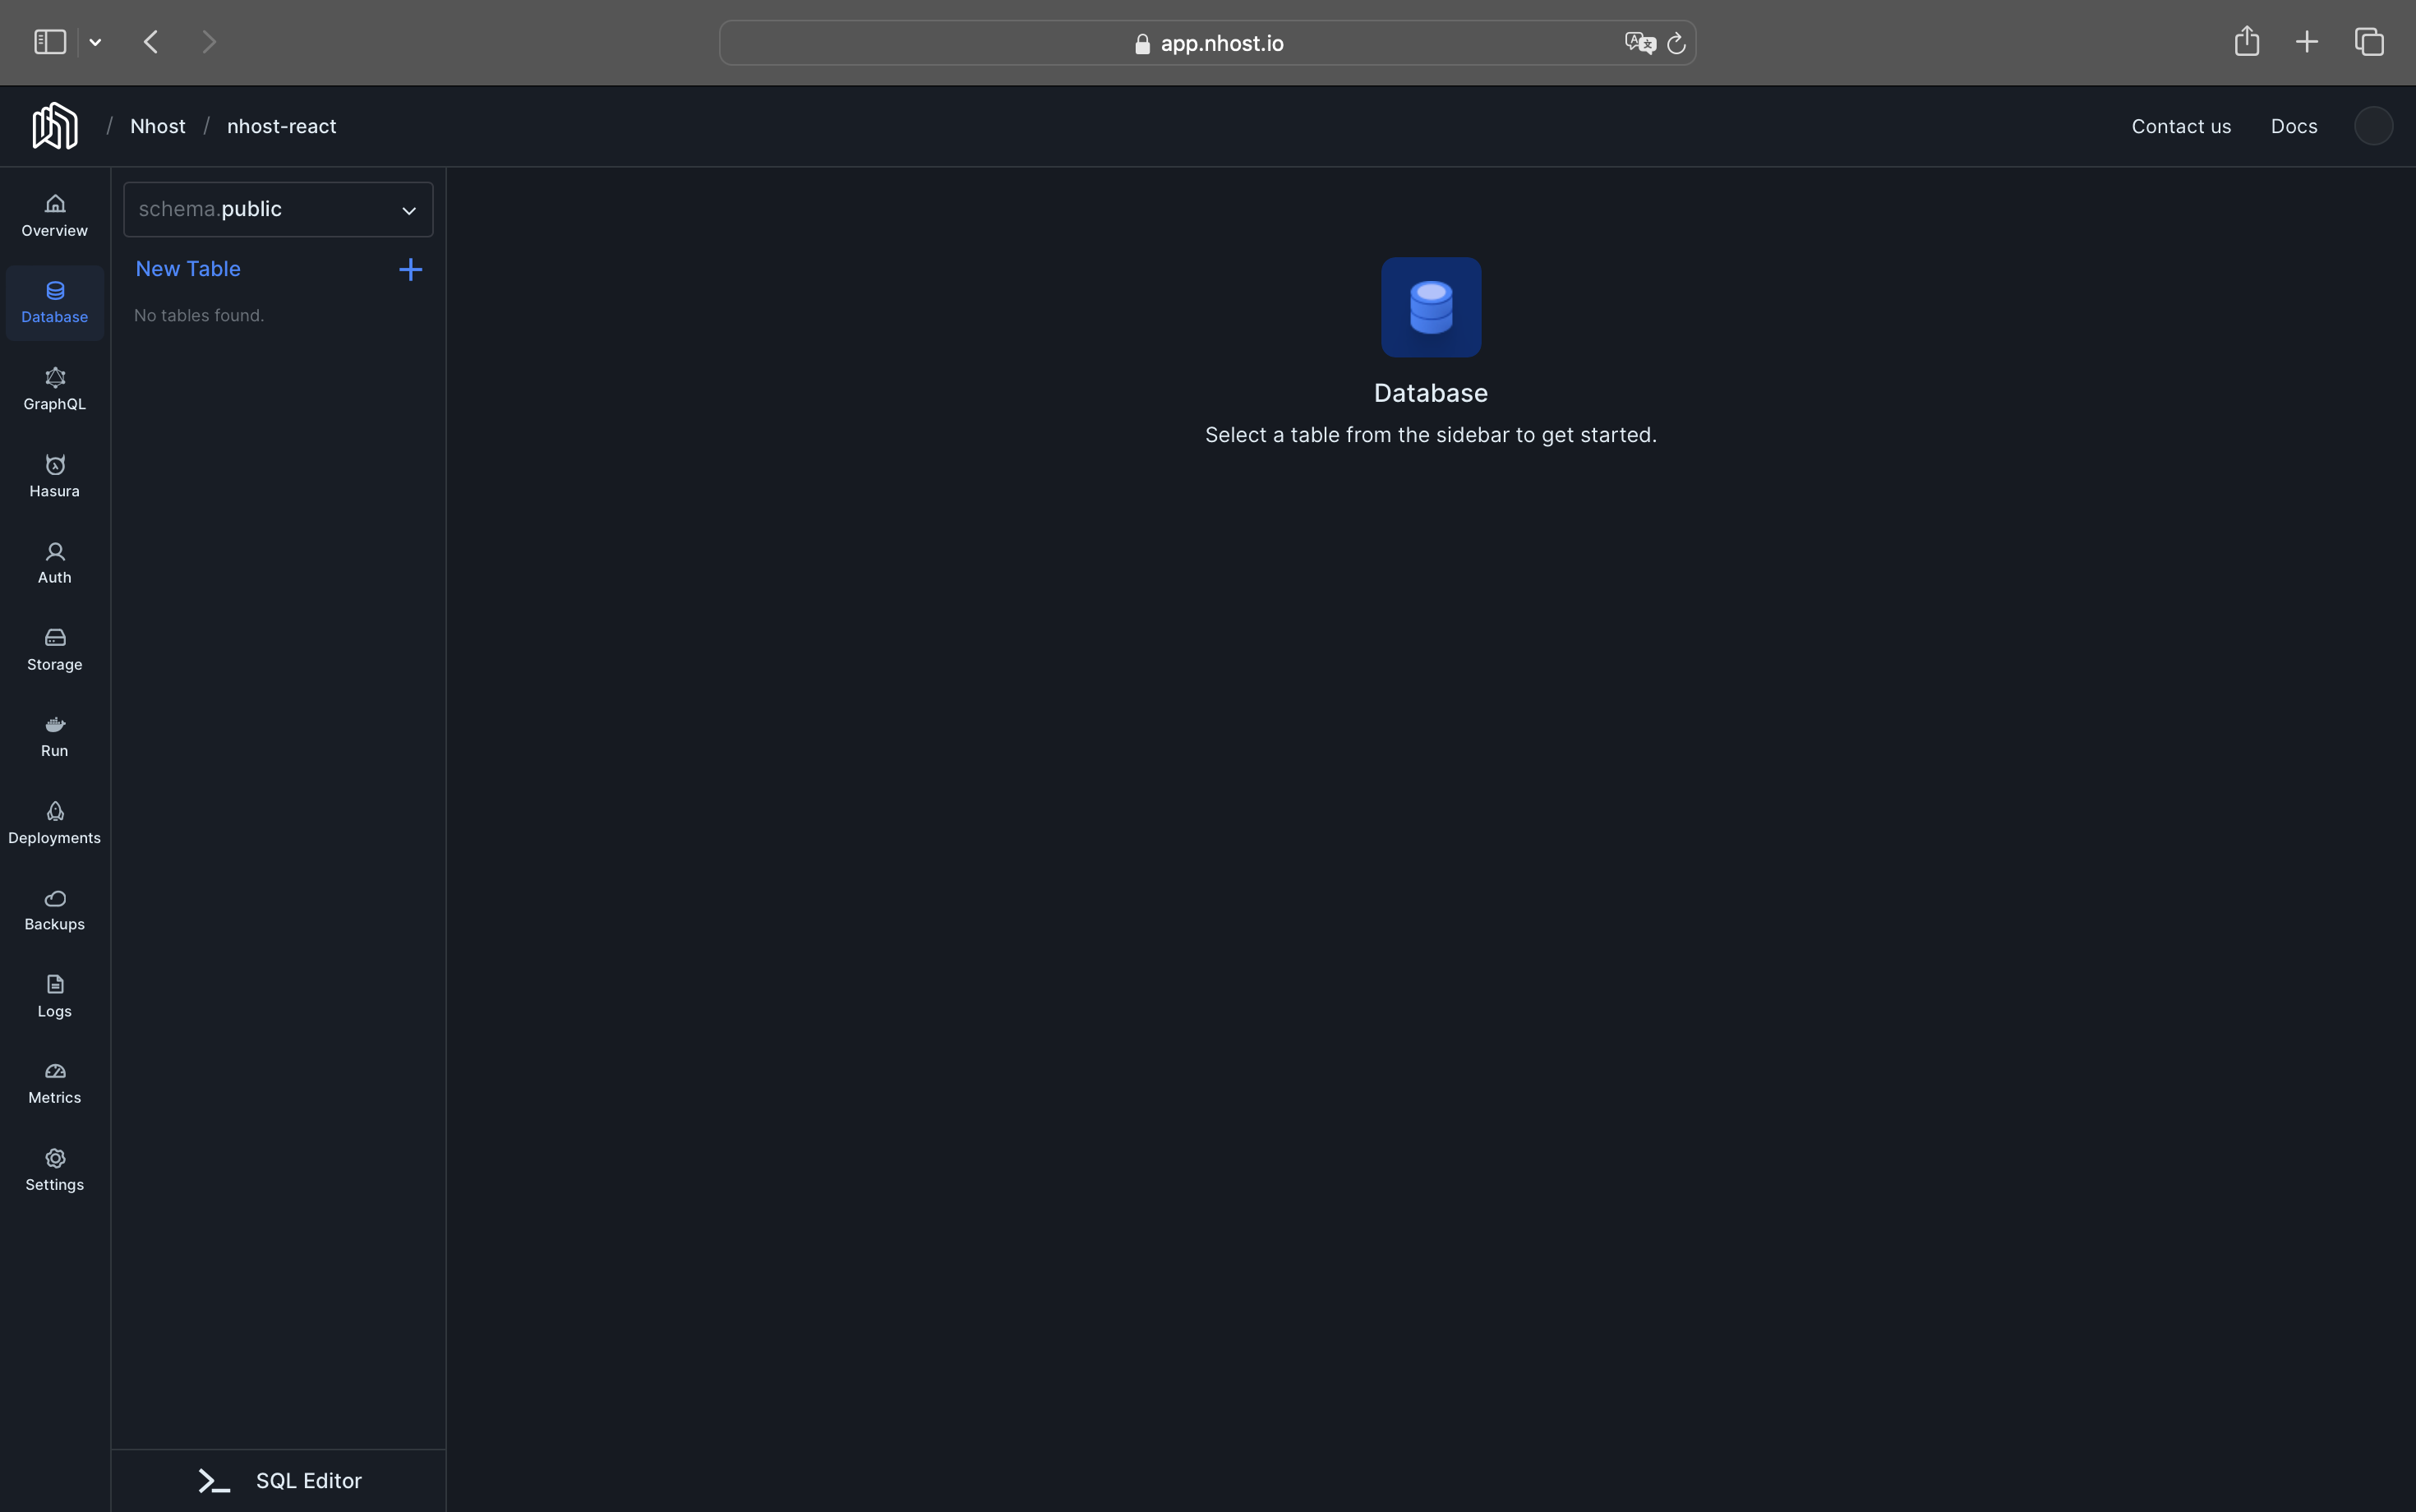 app.nhost.io
/ Nhost / nhost-react
Contact us
Docs
Overview
Database
GraphQL
Hasura
Auth
Storage
Run
Deployments
Backups
Logs
Metrics
Settings
schema.public
New Table
No tables found.
SQL Editor
Database
Select a table from the sidebar to get started.